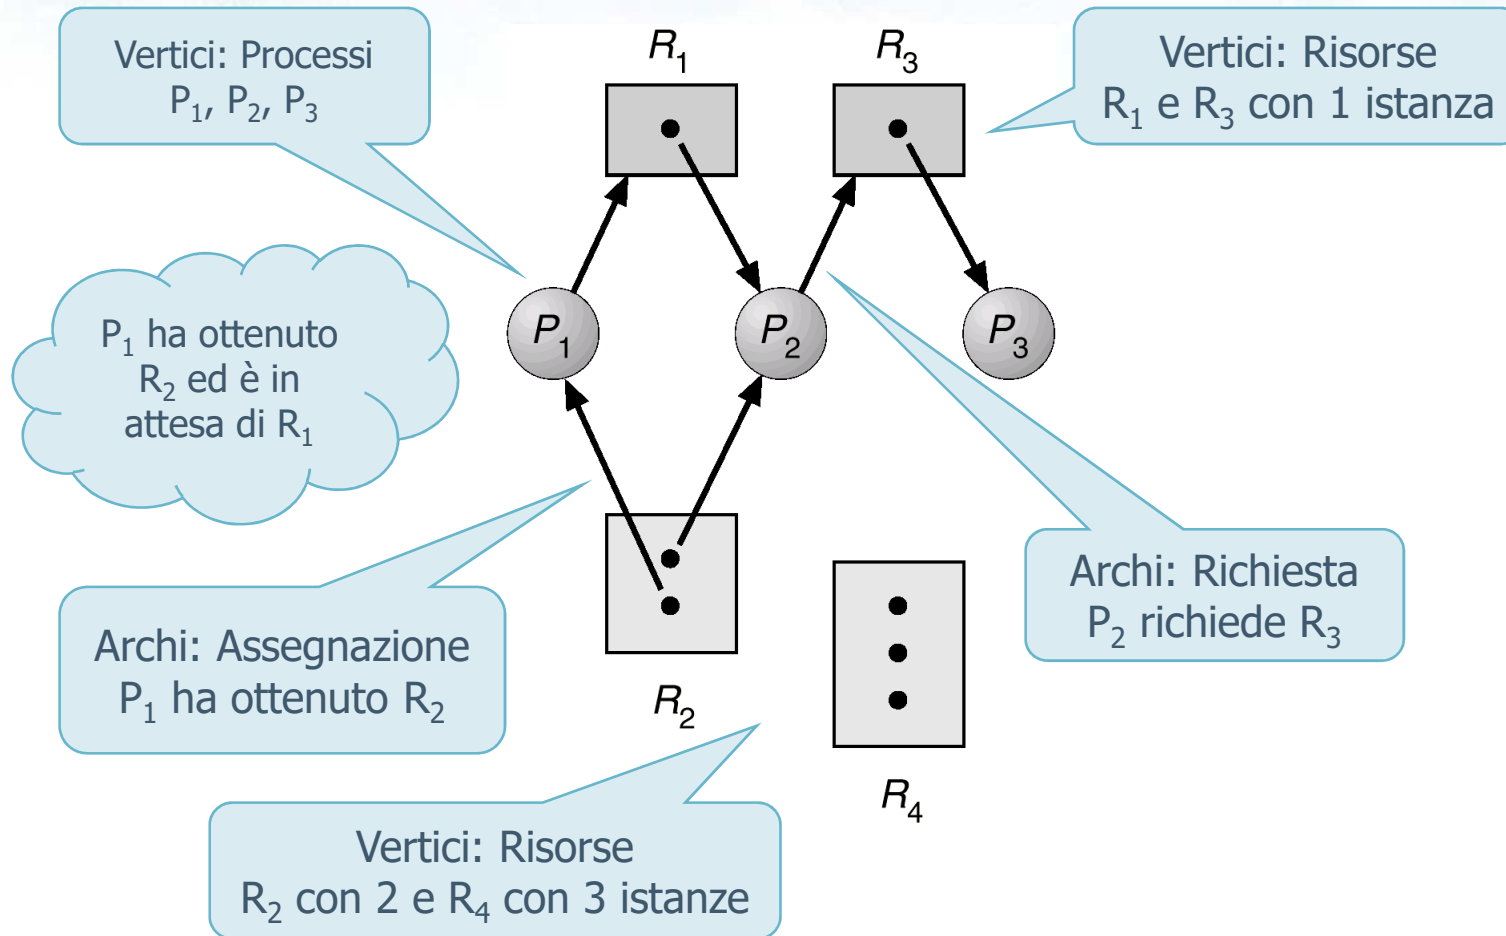 Vertici: Processi
P₁, P₂, P₃
R₁
R₃
Vertici: Risorse
R₁ e R₃ con 1 istanza
P₁ ha ottenuto
R₂ ed è in
attesa di R₁
P₁
P₂
P₃
Archi: Assegnazione
P₁ ha ottenuto R₂
R₂
Archi: Richiesta
P₂ richiede R₃
R₄
Vertici: Risorse
R₂ con 2 e R₄ con 3 istanze